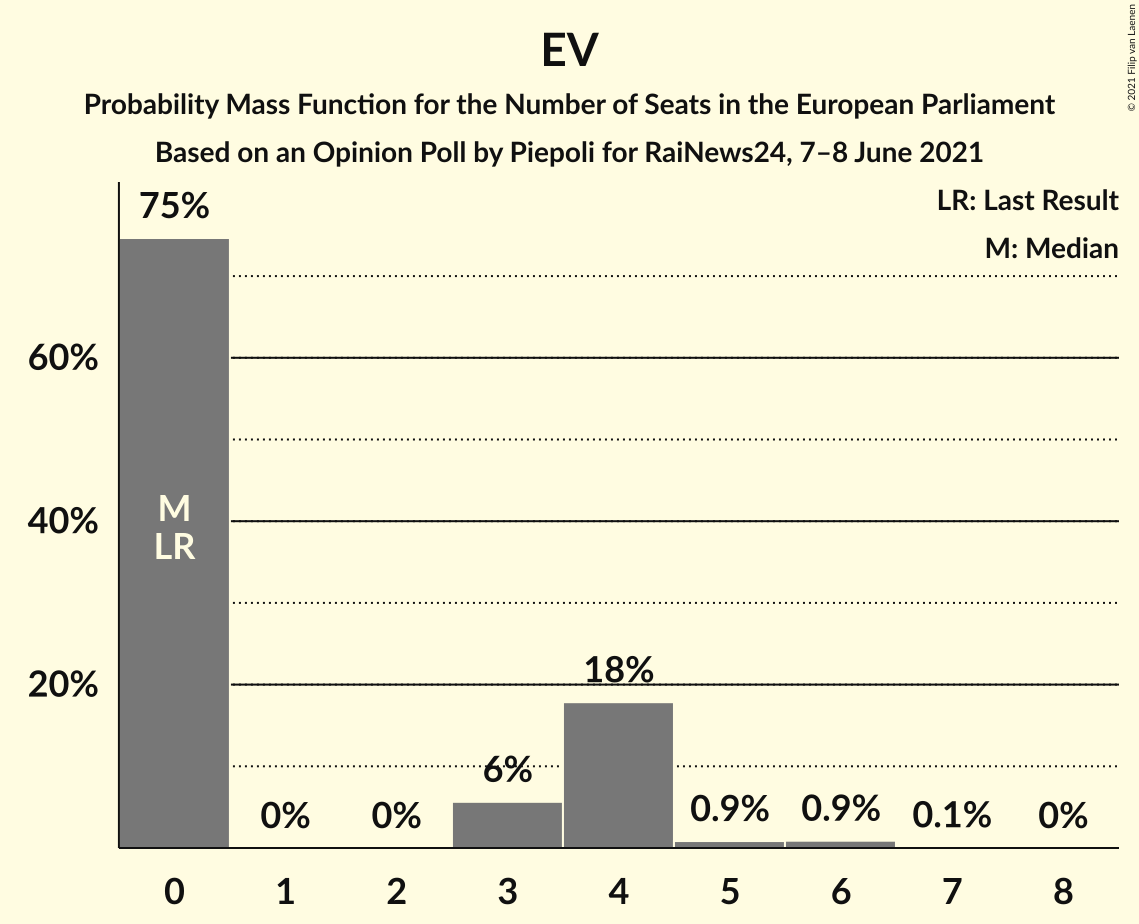 EV
Probability Mass Function for the Number of Seats in the European Parliament
Based on an Opinion Poll by Piepoli for RaiNews24, 7–8 June 2021
© 2021 Filip van Laenen
LR: Last Result
M: Median
75%
60%
40%
20%
M
LR
0%
0%
6%
18%
0.9%
0.9%
0.1%
0%
0
1
2
3
4
5
6
7
8